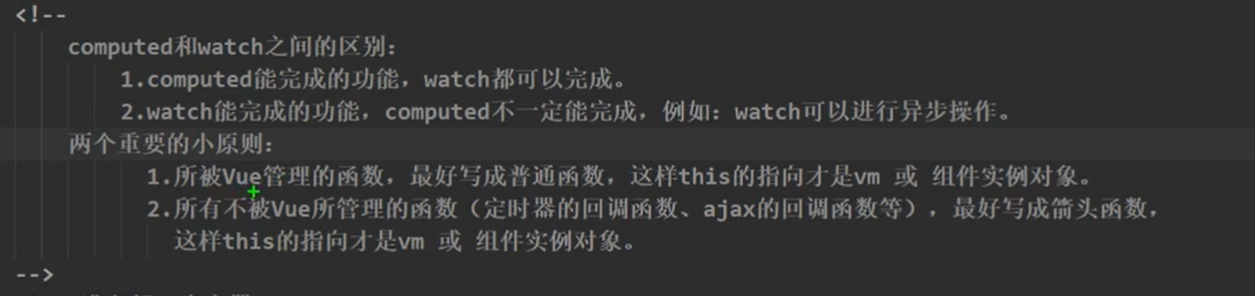 <!--
computed和watch之间的区别:
1.computed能完成的功能，watch都可以完成。
2.watch能完成的功能，computed不一定能完成，例如：watch可以进行异步操作。
两个重要的小原则:
1.所被Vue管理的函数，最好写成普通函数，这样this的指向才是vm 或 组件实例对象。
2.所有不被Vue所管理的函数（定时器的回调函数、ajax的回调函数等），最好写成箭头函数，
这样this的指向才是vm 或 组件实例对象。
-->